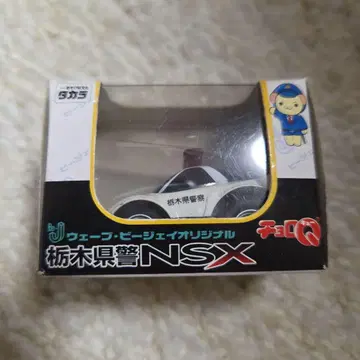 タカラ
栃木県警察
ウェーブ・ピージェイオリジナル
チョロQ
栃木県警NSX